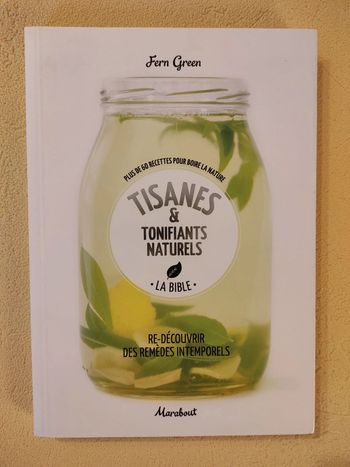 Fern Green
PLUS DE 60 RECETTES POUR BOIRE LA NATURE
TISANES
&
TONIFIANTS
NATURELS
• LA BIBLE •
RE-DÉCOUVRIR
DES REMÈDES INTEMPORELS
Marabout